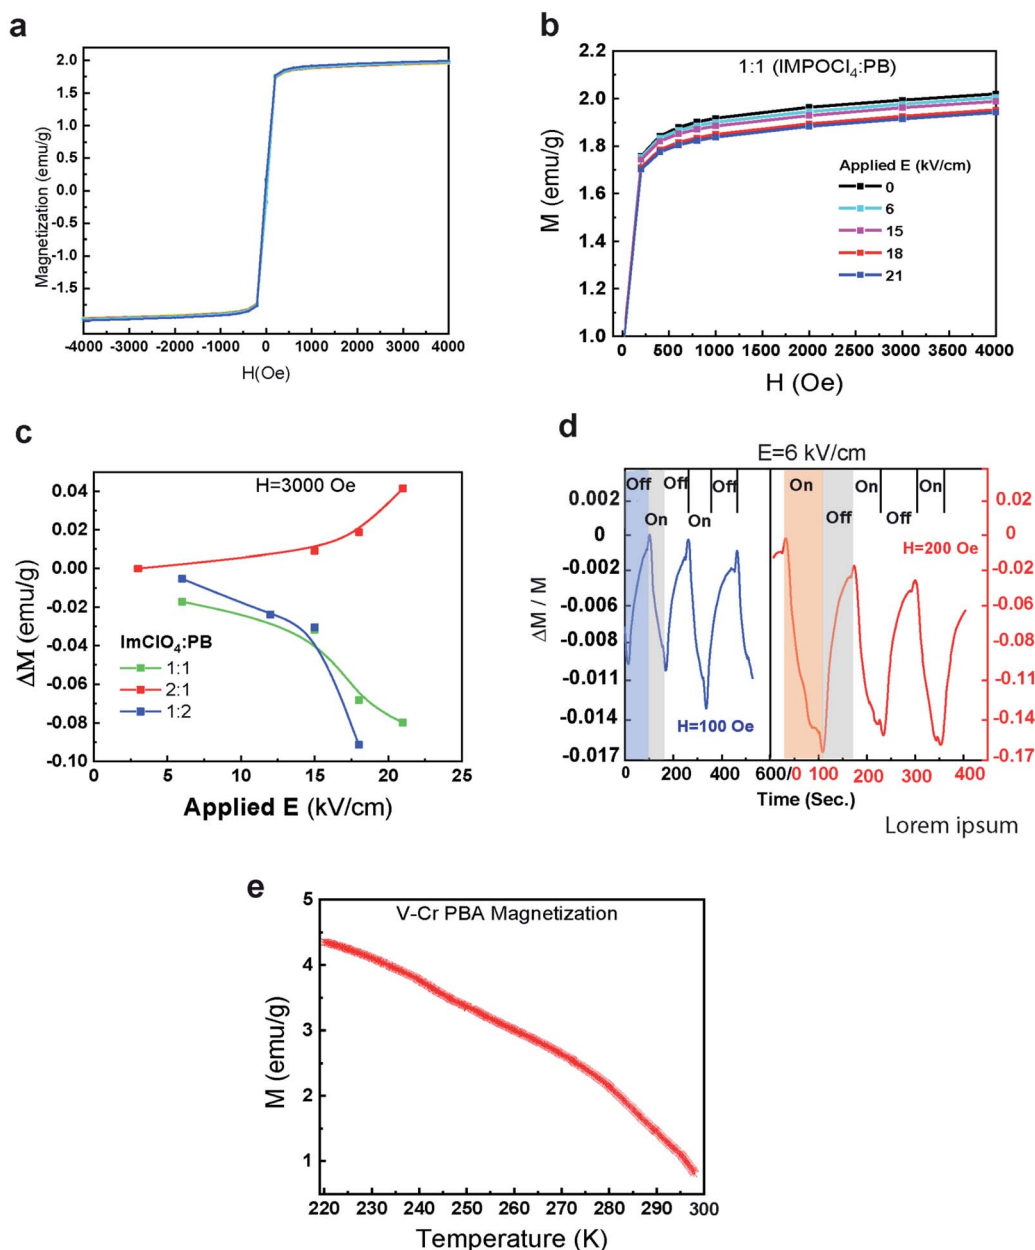 a
2.0
1.5
1.0
0.5
0.0
-0.5
-1.0
-1.5
Magnetization (emu/g)
-4000 -3000 -2000 -1000 0 1000 2000 3000 4000
H(Oe)
b
2.2
2.0
1.8
1.6
1.4
1.2
1.0
M (emu/g)
1:1 (IMPOCl₄:PB)
Applied E (kV/cm)
0
6
15
18
21
0 500 1000 1500 2000 2500 3000 3500 4000
H (Oe)
c
H=3000 Oe
0.04
0.02
0.00
-0.02
-0.04
-0.06
-0.08
-0.10
ΔM (emu/g)
ImClO₄:PB
1:1
2:1
1:2
0 5 10 15 20 25
Applied E (kV/cm)
d
E=6 kV/cm
Off On Off On Off
On Off On Off On
0.002
0
-0.003
-0.006
-0.008
-0.011
-0.014
-0.017
ΔM / M
H=100 Oe
H=200 Oe
0.02
0
-0.02
-0.06
-0.08
-0.11
-0.14
-0.17
0 200 400 600/0 100 200 300 400
Time (Sec.)
Lorem ipsum
e
V-Cr PBA Magnetization
5
4
3
2
1
M (emu/g)
220 230 240 250 260 270 280 290 300
Temperature (K)